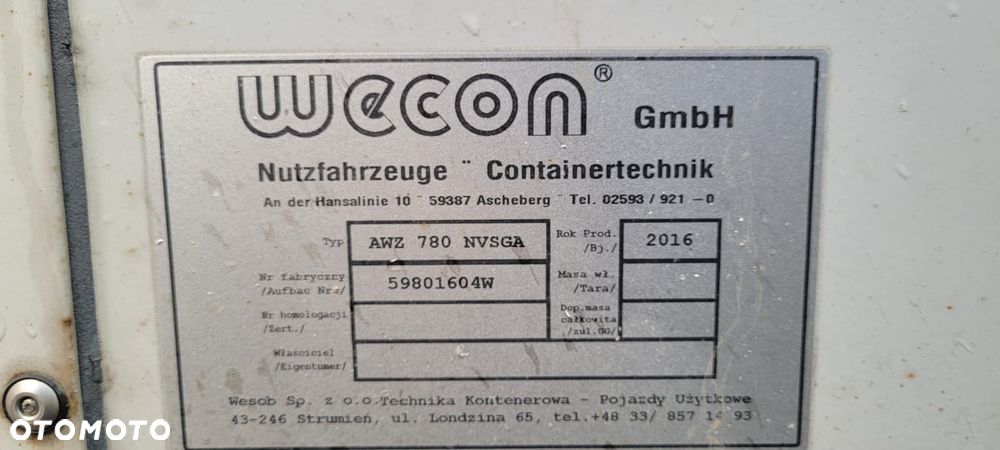 wecon® GmbH
Nutzfahrzeuge ¨ Containertechnik
An der Hansalinie 10 ¨ 59387 Ascheberg ¨ Tel. 02593 / 921 -0
Typ AWZ 780 NVSGA
Rok Prod. /Bj./ 2016
Nr fabryczny /Aufbau Nr./ 59801604W
Masa wł. /Tara/
Nr homologacji /Zert./
Dop.masa całkowita /zul.GG/
Własciciel /Eigentumer/
Wesob Sp. z o.o.Technika Kontenerowa - Pojazdy Użytkowe
43-246 Strumień, ul. Londzina 65, tel.+48 33/ 857 14 93
OTOMOTO